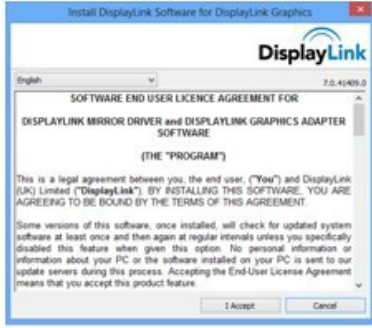 Install DisplayLink Software for DisplayLink Graphics
DisplayLink
English
7.0.41409.0
SOFTWARE END USER LICENCE AGREEMENT FOR
DISPLAYLINK MIRROR DRIVER and DISPLAYLINK GRAPHICS ADAPTER
SOFTWARE
(THE "PROGRAM")
This is a legal agreement between you, the end user, ("You") and DisplayLink
(UK) Limited ("DisplayLink"). BY INSTALLING THIS SOFTWARE, YOU ARE
AGREEING TO BE BOUND BY THE TERMS OF THIS AGREEMENT.
Some versions of this software, once installed, will check for updated system
software at least once and then again at regular intervals unless you specifically
disabled this feature when given this option. No personal information or
information about your PC or the software installed on your PC is sent to our
update servers during this process. Accepting the End-User License Agreement
means that you accept this product feature.
I Accept
Cancel